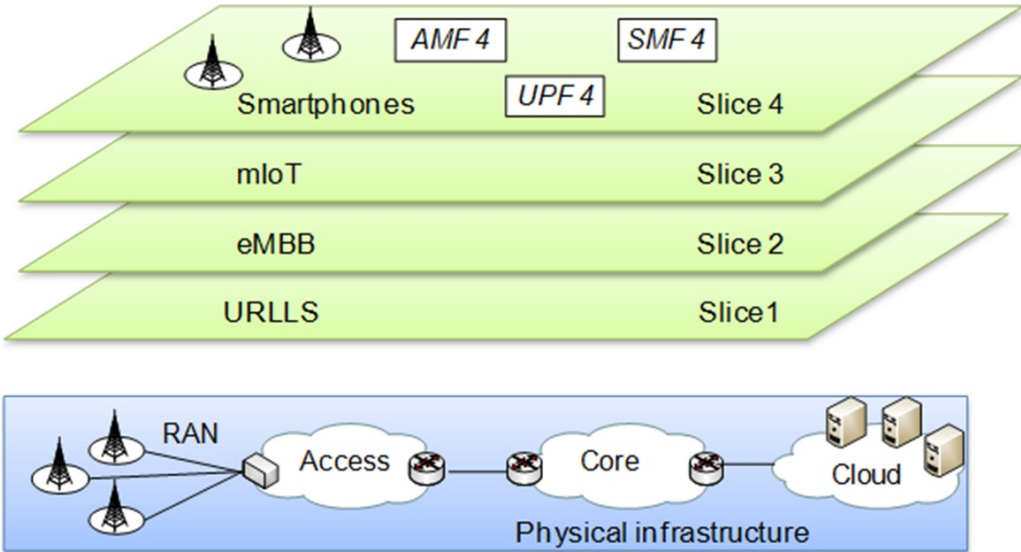 AMF 4
SMF 4
UPF 4
Smartphones Slice 4
mIoT Slice 3
eMBB Slice 2
URLLS Slice1
RAN
Access
Core
Cloud
Physical infrastructure